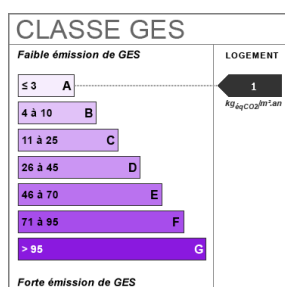 CLASSE GES
Faible émission de GES
LOGEMENT
≤ 3 A
1
4 à 10 B
kgéqCO2/m².an
11 à 25 C
26 à 45 D
46 à 70 E
71 à 95 F
> 95 G
Forte émission de GES